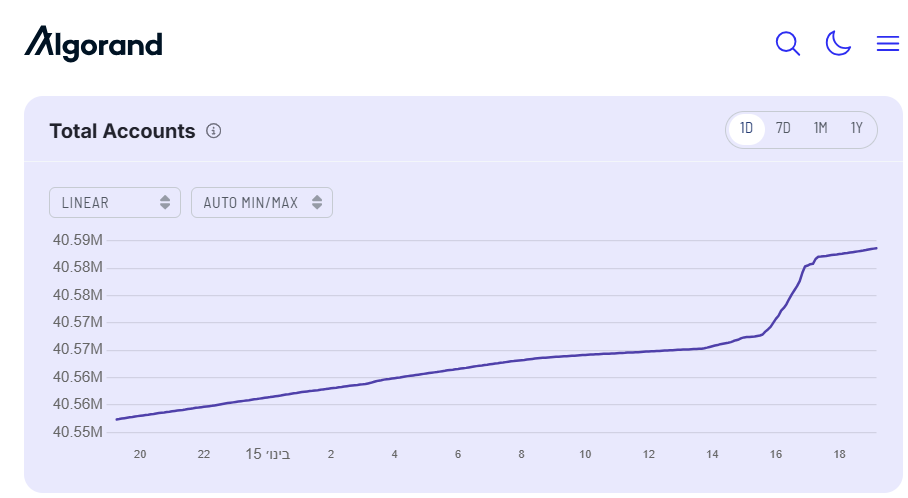 Algorand
Total Accounts
1D 7D 1M 1Y
LINEAR AUTO MIN/MAX
40.59M
40.58M
40.58M
40.57M
40.57M
40.56M
40.56M
40.55M
20 22 15 בינו׳ 2 4 6 8 10 12 14 16 18